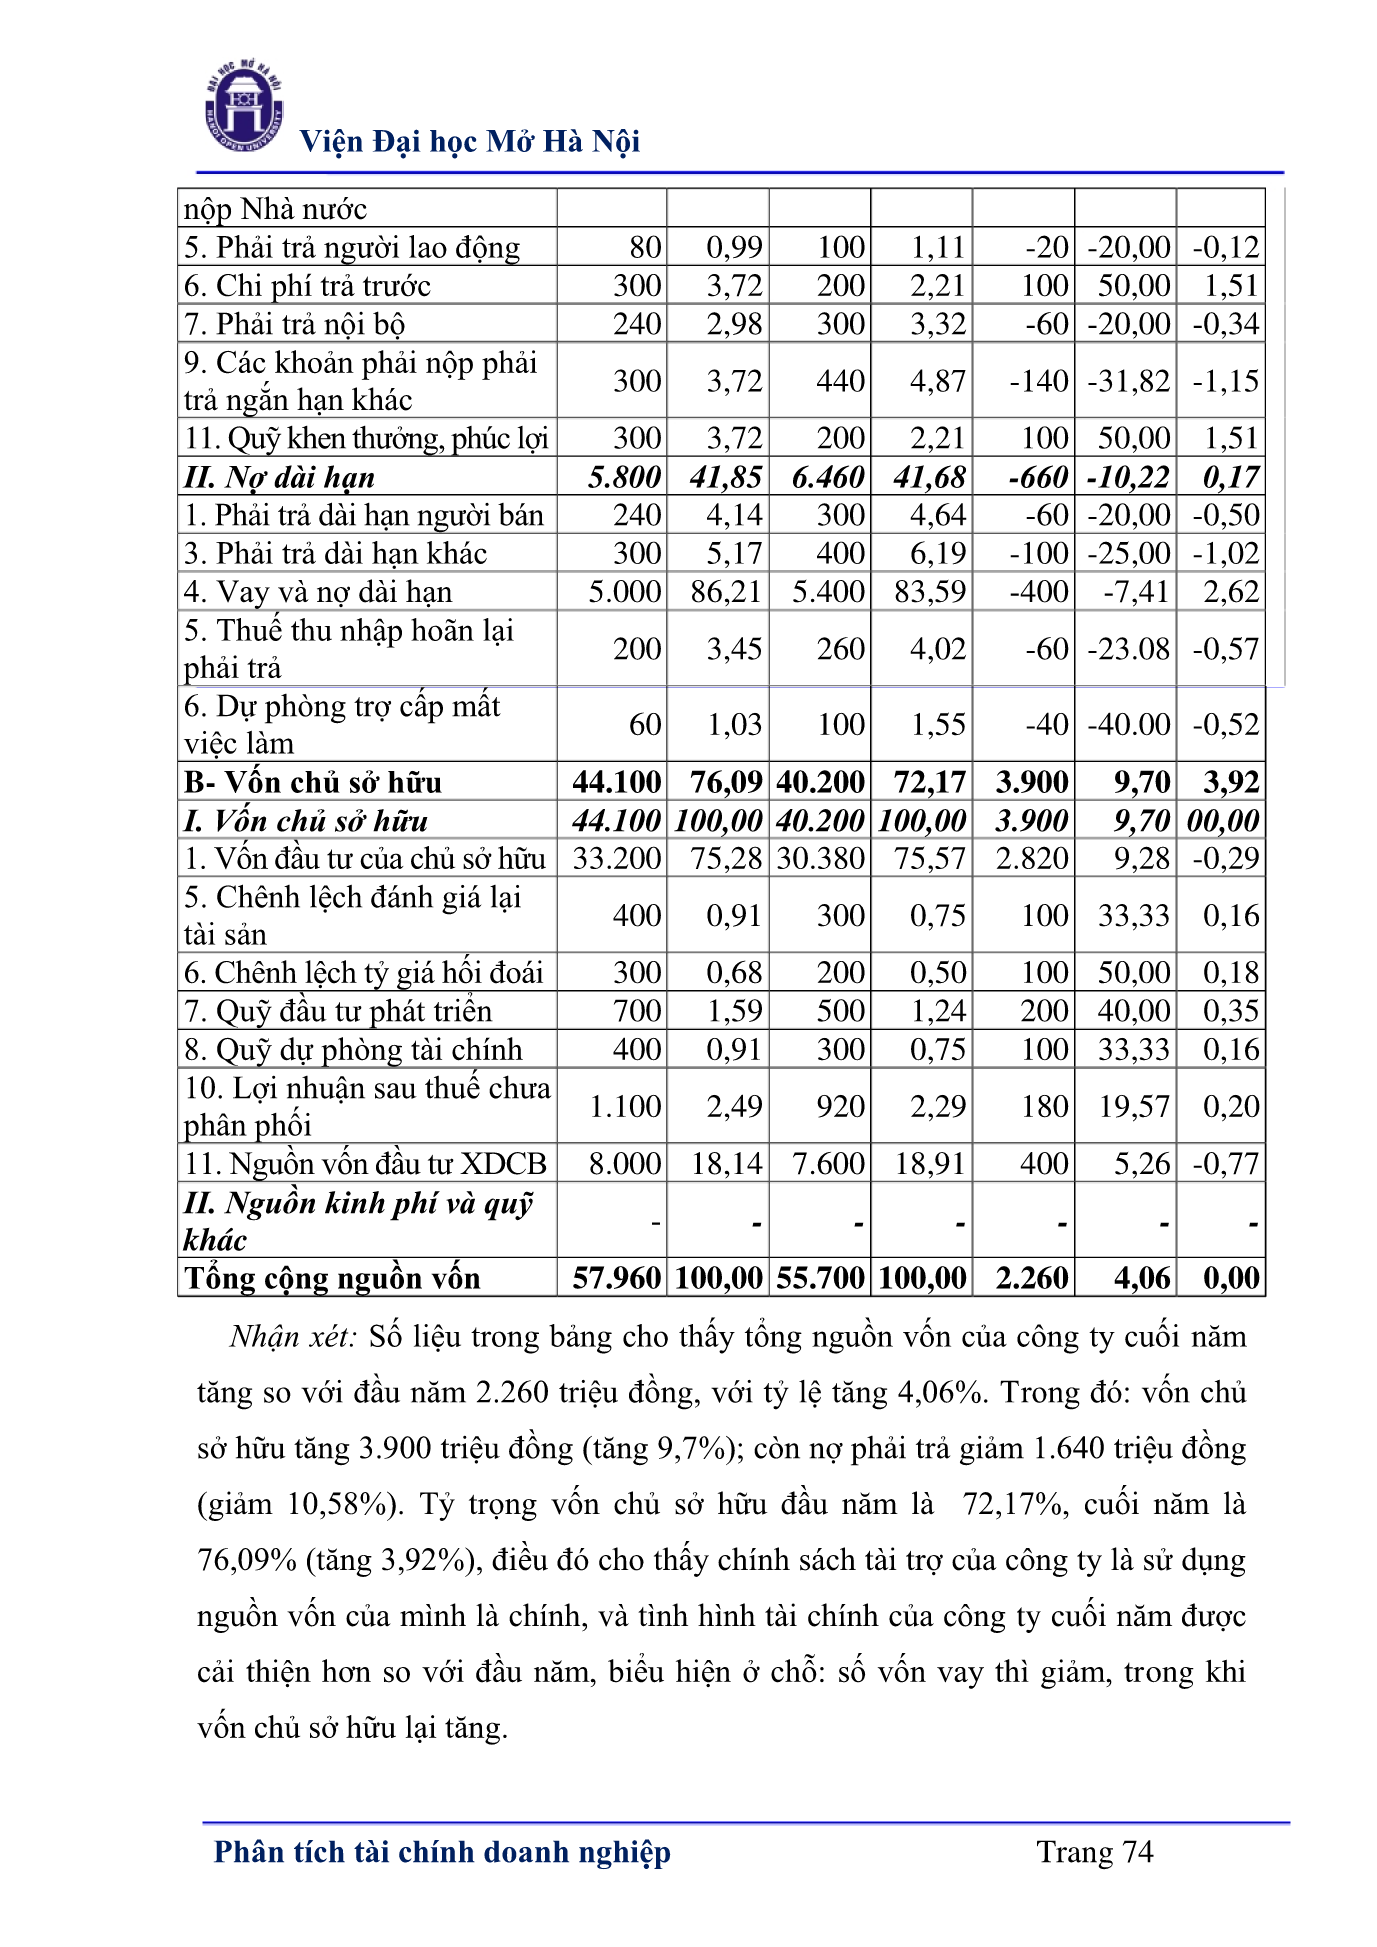 ĐẠI HỌC MỞ HÀ NỘI
HANOI OPEN UNIVERSITY
Viện Đại học Mở Hà Nội
nộp Nhà nước
5. Phải trả người lao động 80 0,99 100 1,11 -20 -20,00 -0,12
6. Chi phí trả trước 300 3,72 200 2,21 100 50,00 1,51
7. Phải trả nội bộ 240 2,98 300 3,32 -60 -20,00 -0,34
9. Các khoản phải nộp phải
trả ngắn hạn khác 300 3,72 440 4,87 -140 -31,82 -1,15
11. Quỹ khen thưởng, phúc lợi 300 3,72 200 2,21 100 50,00 1,51
II. Nợ dài hạn 5.800 41,85 6.460 41,68 -660 -10,22 0,17
1. Phải trả dài hạn người bán 240 4,14 300 4,64 -60 -20,00 -0,50
3. Phải trả dài hạn khác 300 5,17 400 6,19 -100 -25,00 -1,02
4. Vay và nợ dài hạn 5.000 86,21 5.400 83,59 -400 -7,41 2,62
5. Thuế thu nhập hoãn lại
phải trả 200 3,45 260 4,02 -60 -23.08 -0,57
6. Dự phòng trợ cấp mất
việc làm 60 1,03 100 1,55 -40 -40.00 -0,52
B- Vốn chủ sở hữu 44.100 76,09 40.200 72,17 3.900 9,70 3,92
I. Vốn chủ sở hữu 44.100 100,00 40.200 100,00 3.900 9,70 00,00
1. Vốn đầu tư của chủ sở hữu 33.200 75,28 30.380 75,57 2.820 9,28 -0,29
5. Chênh lệch đánh giá lại
tài sản 400 0,91 300 0,75 100 33,33 0,16
6. Chênh lệch tỷ giá hối đoái 300 0,68 200 0,50 100 50,00 0,18
7. Quỹ đầu tư phát triển 700 1,59 500 1,24 200 40,00 0,35
8. Quỹ dự phòng tài chính 400 0,91 300 0,75 100 33,33 0,16
10. Lợi nhuận sau thuế chưa
phân phối 1.100 2,49 920 2,29 180 19,57 0,20
11. Nguồn vốn đầu tư XDCB 8.000 18,14 7.600 18,91 400 5,26 -0,77
II. Nguồn kinh phí và quỹ
khác - - - - - - -
Tổng cộng nguồn vốn 57.960 100,00 55.700 100,00 2.260 4,06 0,00
Nhận xét: Số liệu trong bảng cho thấy tổng nguồn vốn của công ty cuối năm
tăng so với đầu năm 2.260 triệu đồng, với tỷ lệ tăng 4,06%. Trong đó: vốn chủ
sở hữu tăng 3.900 triệu đồng (tăng 9,7%); còn nợ phải trả giảm 1.640 triệu đồng
(giảm 10,58%). Tỷ trọng vốn chủ sở hữu đầu năm là 72,17%, cuối năm là
76,09% (tăng 3,92%), điều đó cho thấy chính sách tài trợ của công ty là sử dụng
nguồn vốn của mình là chính, và tình hình tài chính của công ty cuối năm được
cải thiện hơn so với đầu năm, biểu hiện ở chỗ: số vốn vay thì giảm, trong khi
vốn chủ sở hữu lại tăng.
Phân tích tài chính doanh nghiệp Trang 74